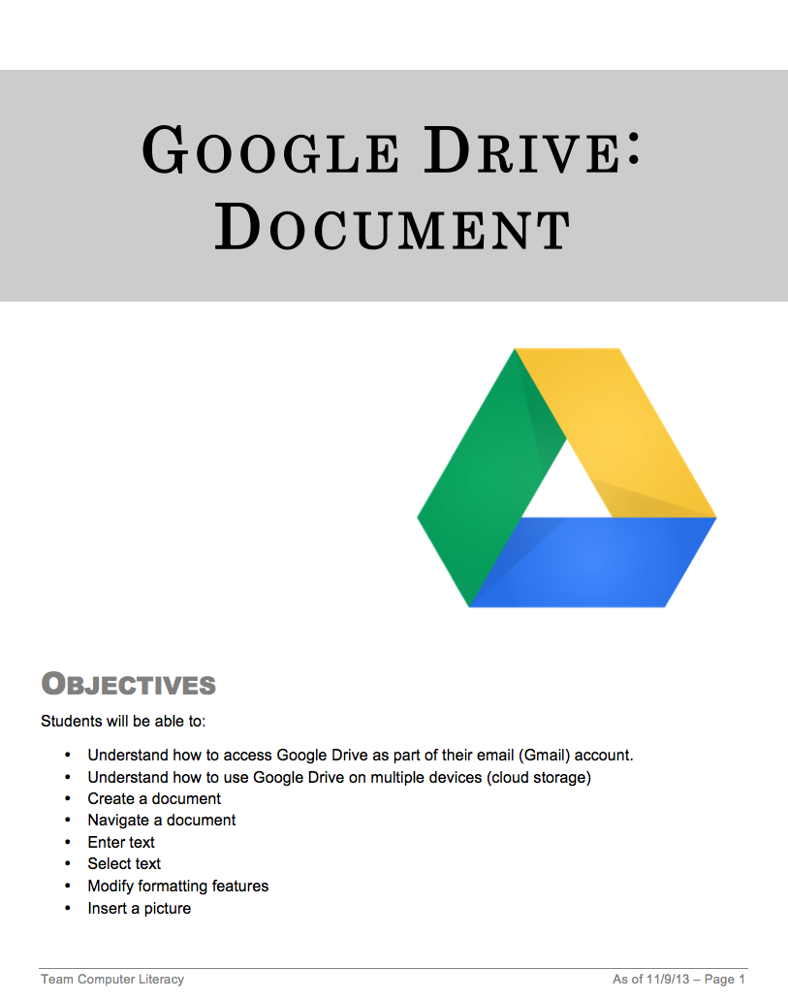 GOOGLE DRIVE:
DOCUMENT
OBJECTIVES
Students will be able to:
• Understand how to access Google Drive as part of their email (Gmail) account.
• Understand how to use Google Drive on multiple devices (cloud storage)
• Create a document
• Navigate a document
• Enter text
• Select text
• Modify formatting features
• Insert a picture
Team Computer Literacy As of 11/9/13 – Page 1